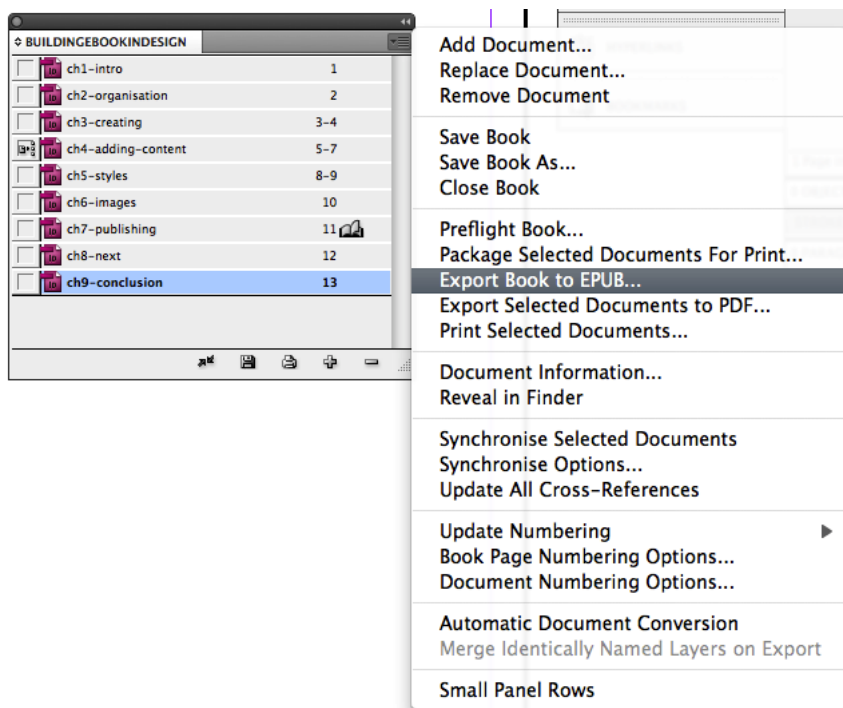 BUILDINGEBOOKINDESIGN
ch1-intro 1
ch2-organisation 2
ch3-creating 3-4
ch4-adding-content 5-7
ch5-styles 8-9
ch6-images 10
ch7-publishing 11
ch8-next 12
ch9-conclusion 13
Add Document...
Replace Document...
Remove Document
Save Book
Save Book As...
Close Book
Preflight Book...
Package Selected Documents For Print...
Export Book to EPUB...
Export Selected Documents to PDF...
Print Selected Documents...
Document Information...
Reveal in Finder
Synchronise Selected Documents
Synchronise Options...
Update All Cross-References
Update Numbering
Book Page Numbering Options...
Document Numbering Options...
Automatic Document Conversion
Merge Identically Named Layers on Export
Small Panel Rows